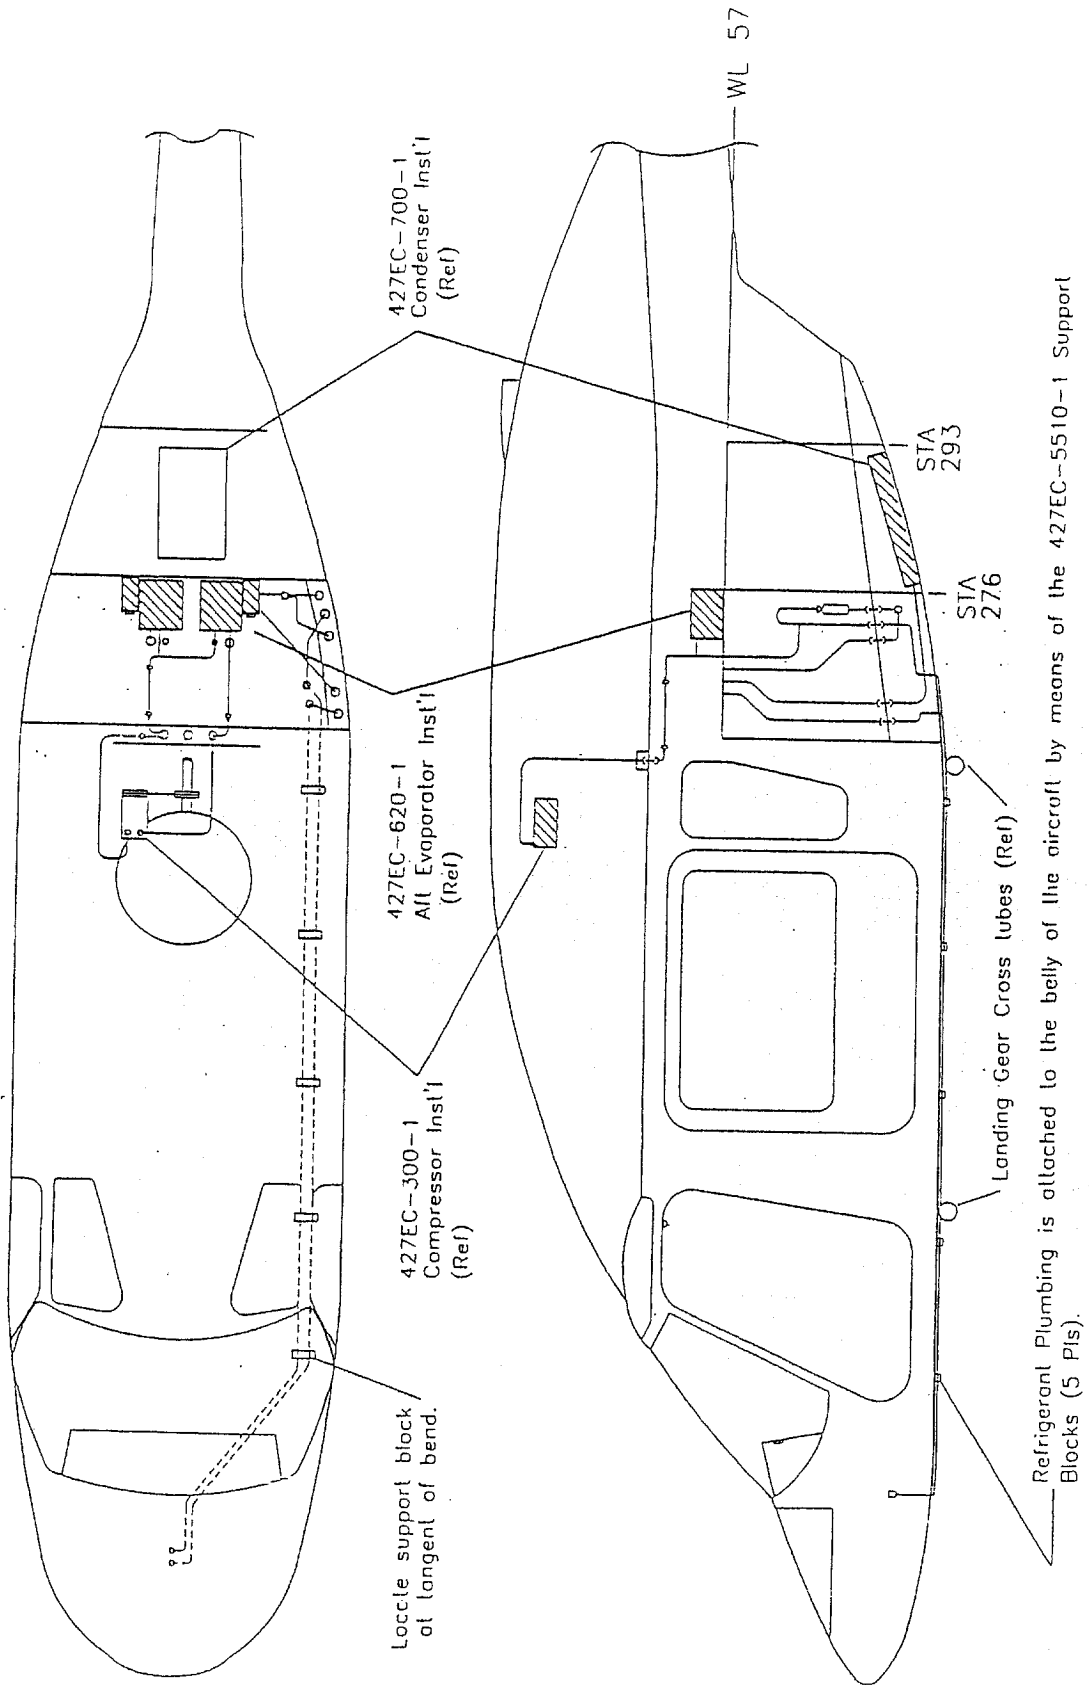 427EC-700-1
Condenser Inst'l
(Ref)
427EC-620-1
Aft Evaporator Inst'l
(Ref)
427EC-300-1
Compressor Inst'l
(Ref)
Locate support block
at tangent of bend.
WL 57
STA
293
STA
276
Landing Gear Cross tubes (Ref)
Refrigerant Plumbing is attached to the belly of the aircraft by means of the 427EC-5510-1 Support
Blocks (5 Pls).